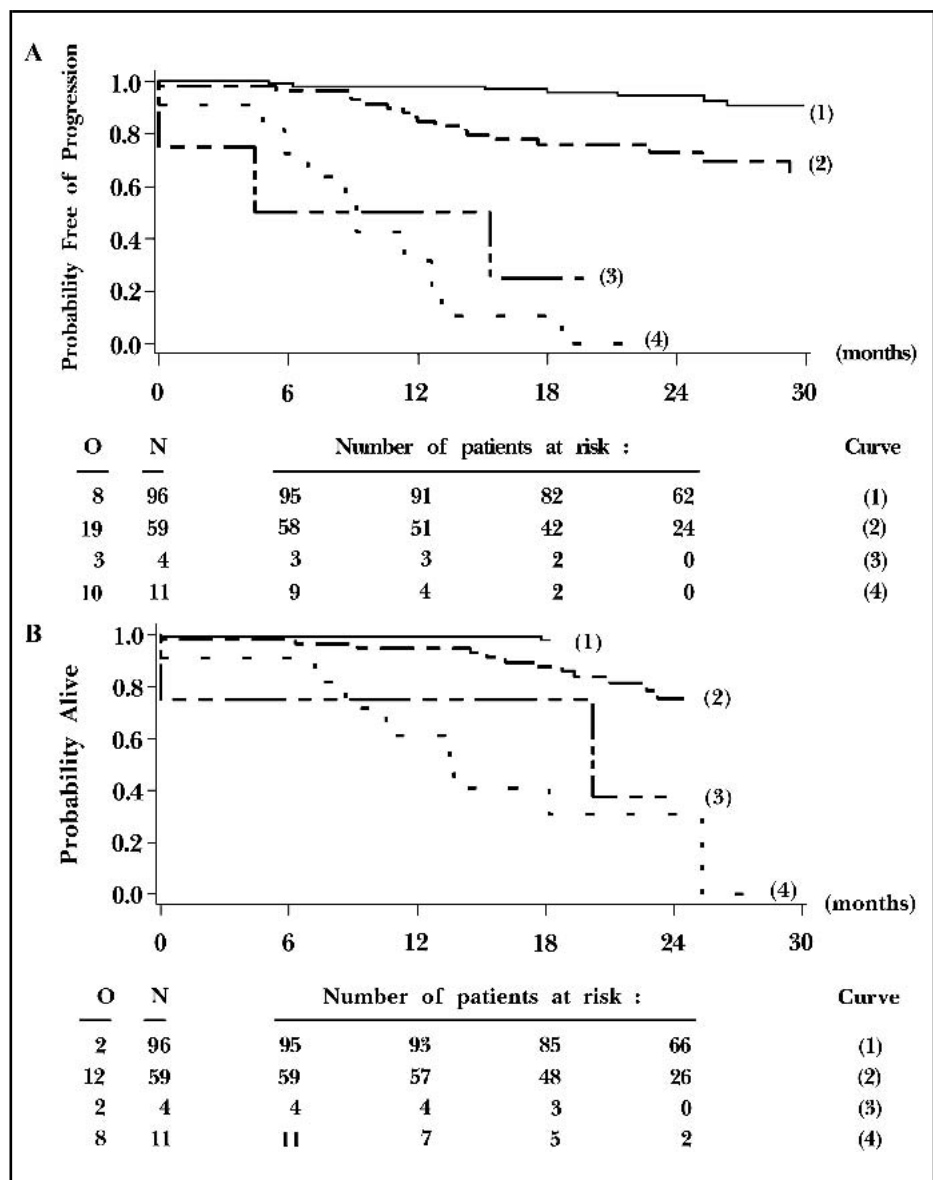 A
Probability Free of Progression
1.0
0.8
0.6
0.4
0.2
0.0
(1)
(2)
(3)
(4)
(months)
0 6 12 18 24 30
O N Number of patients at risk : Curve
8 96 95 91 82 62 (1)
19 59 58 51 42 24 (2)
3 4 3 3 2 0 (3)
10 11 9 4 2 0 (4)
B
Probability Alive
1.0
0.8
0.6
0.4
0.2
0.0
(1)
(2)
(3)
(4)
(months)
0 6 12 18 24 30
O N Number of patients at risk : Curve
2 96 95 93 85 66 (1)
12 59 59 57 48 26 (2)
2 4 4 4 3 0 (3)
8 11 11 7 5 2 (4)